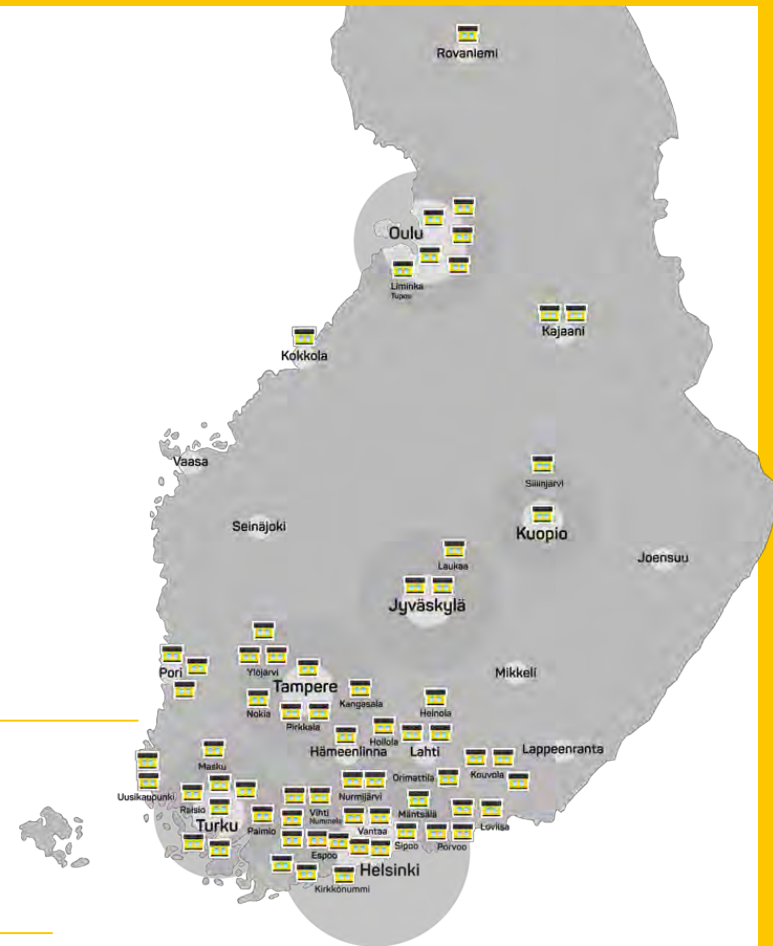 Rovaniemi
Oulu
Liminka
Tupos
Kajaani
Kokkola
Vaasa
Siilinjärvi
Seinäjoki
Kuopio
Joensuu
Laukaa
Jyväskylä
Pori
Ylöjärvi
Mikkeli
Tampere
Kangasala
Nokia
Pirkkala
Heinola
Hollola
Hämeenlinna
Lahti
Lappeenranta
Masku
Kouvola
Orimattila
Uusikaupunki
Nurmijärvi
Raisio
Mäntsälä
Vihti
Nummela
Turku
Paimio
Vantaa
Loviisa
Sipoo
Porvoo
Espoo
Helsinki
Kirkkonummi